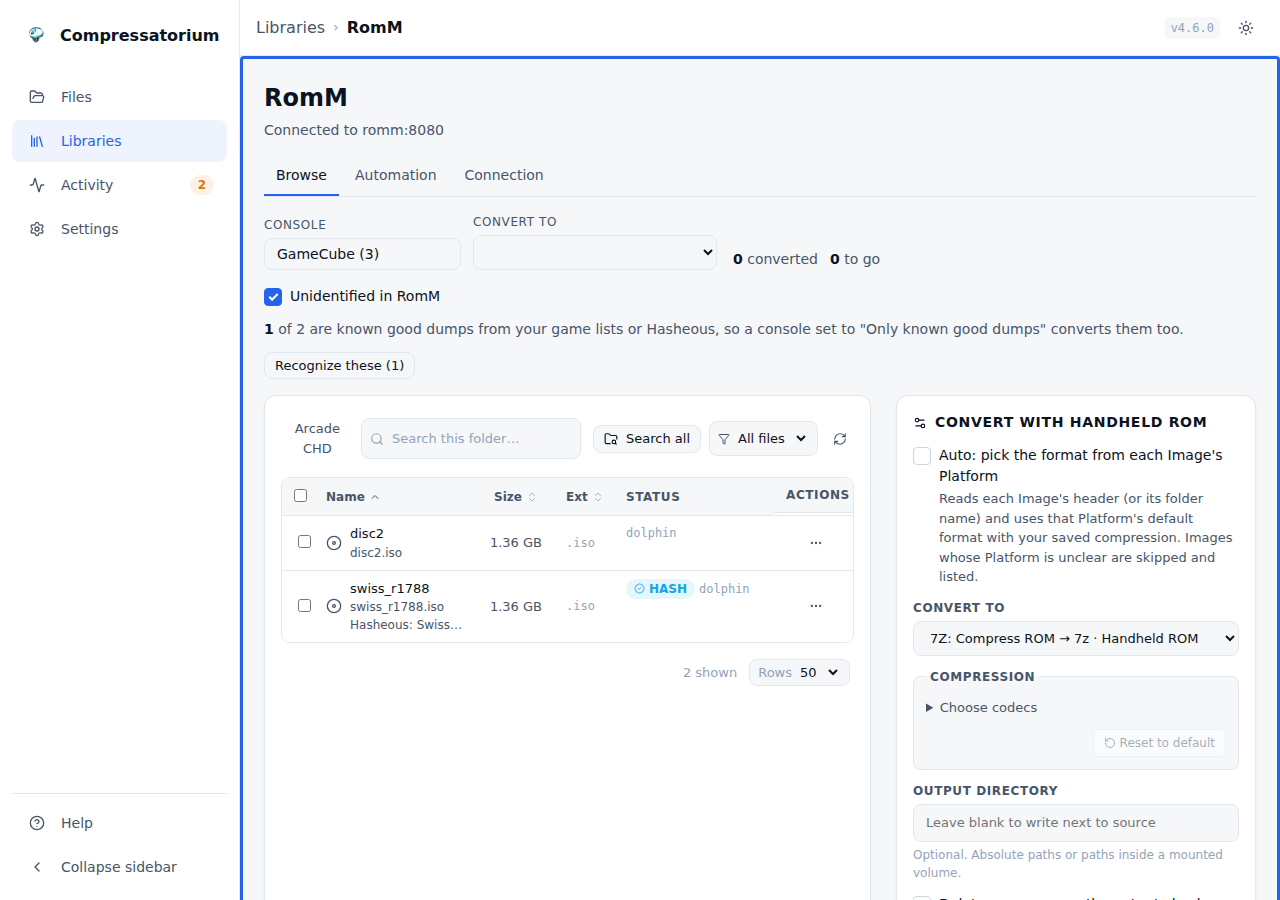 Compressatorium
Libraries › RomM
v4.6.0
Files
Libraries
Activity
2
Settings
Help
Collapse sidebar
RomM
Connected to romm:8080
Browse
Automation
Connection
CONSOLE
CONVERT TO
GameCube (3)
0 converted 0 to go
Unidentified in RomM
1 of 2 are known good dumps from your game lists or Hasheous, so a console set to "Only known good dumps" converts them too.
Recognize these (1)
Arcade
CHD
Search this folder…
Search all
All files
Name
Size
Ext
STATUS
ACTIONS
disc2
disc2.iso
1.36 GB
.iso
dolphin
swiss_r1788
swiss_r1788.iso
Hasheous: Swiss…
1.36 GB
.iso
HASH
dolphin
2 shown
Rows 50
CONVERT WITH HANDHELD ROM
Auto: pick the format from each Image's
Platform
Reads each Image's header (or its folder
name) and uses that Platform's default
format with your saved compression. Images
whose Platform is unclear are skipped and
listed.
CONVERT TO
7Z: Compress ROM → 7z · Handheld ROM
COMPRESSION
Choose codecs
Reset to default
OUTPUT DIRECTORY
Leave blank to write next to source
Optional. Absolute paths or paths inside a mounted
volume.